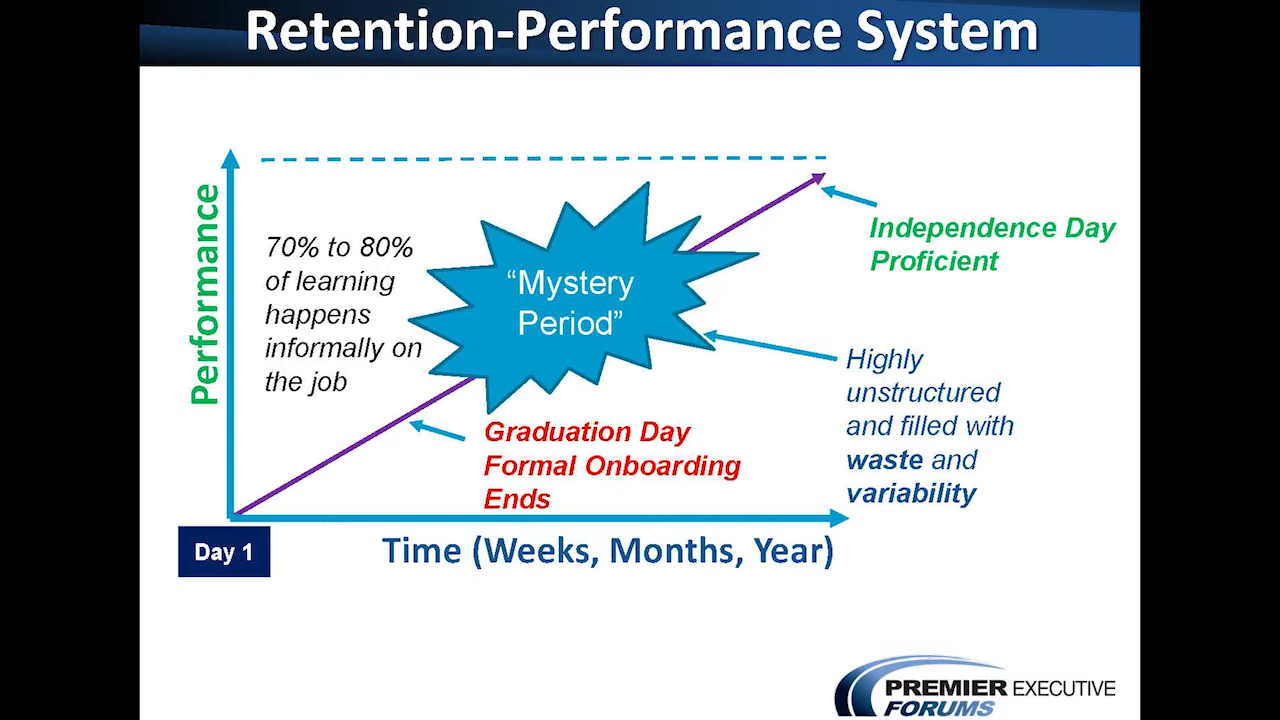 Retention-Performance System
Performance
70% to 80%
of learning
happens
informally on
the job
“Mystery
Period”
Independence Day
Proficient
Highly
unstructured
and filled with
waste and
variability
Graduation Day
Formal Onboarding
Ends
Day 1
Time (Weeks, Months, Year)
PREMIER EXECUTIVE
FORUMS